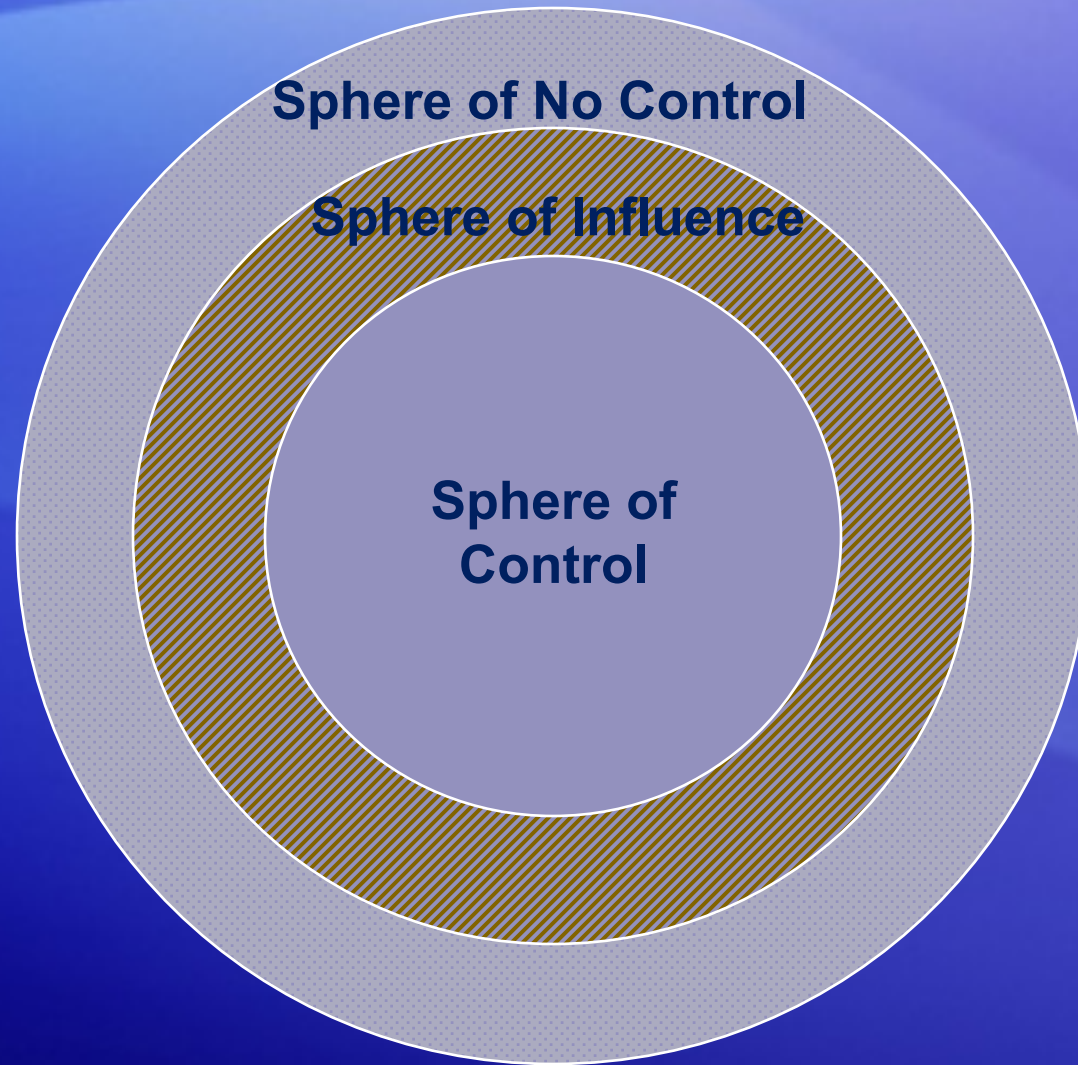 Sphere of No Control
Sphere of Influence
Sphere of
Control